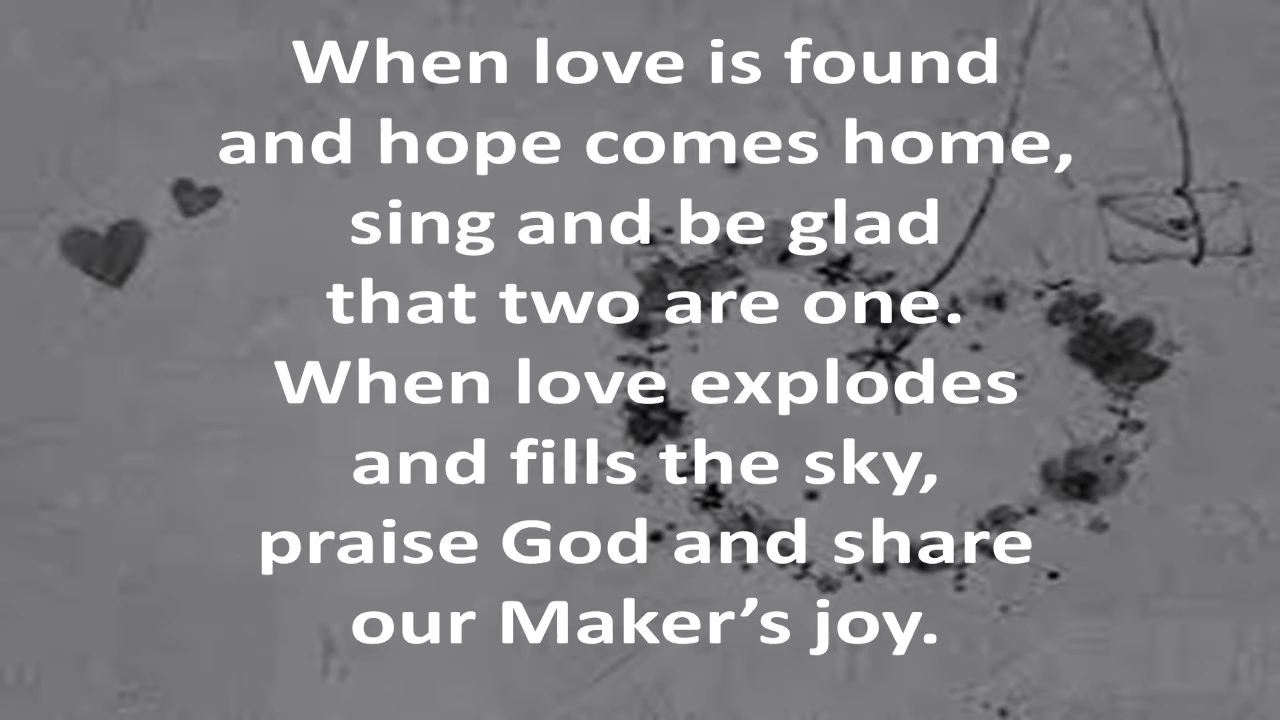 When love is found
and hope comes home,
sing and be glad
that two are one.
When love explodes
and fills the sky,
praise God and share
our Maker’s joy.